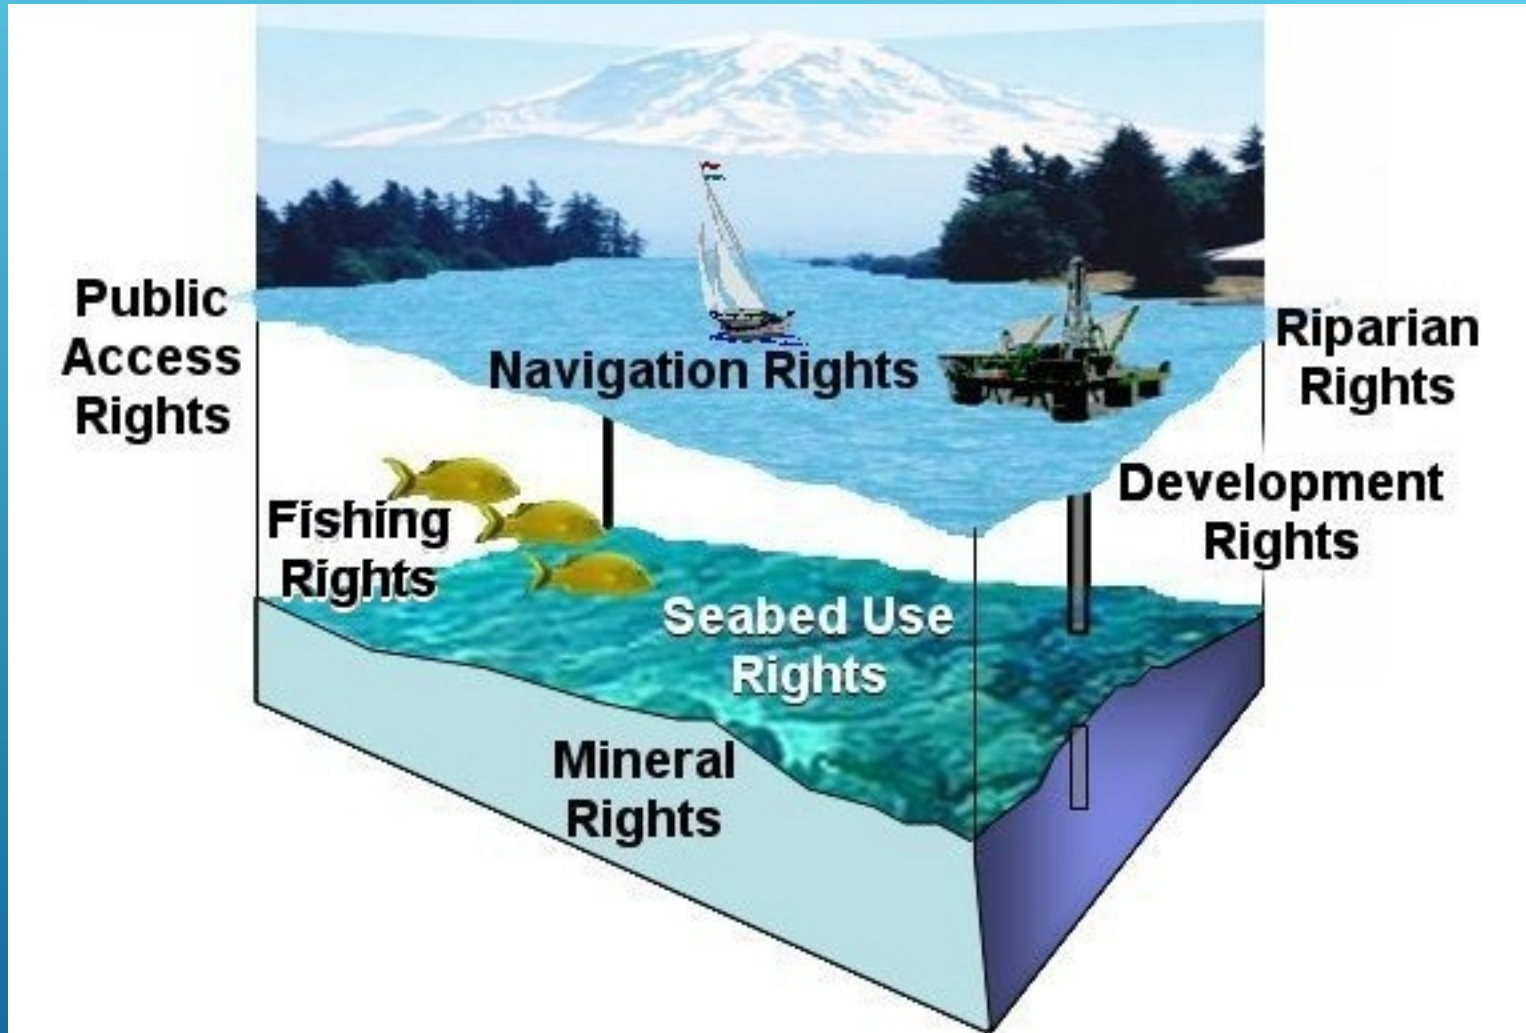 Public
Access
Rights
Navigation Rights
Riparian
Rights
Development
Rights
Fishing
Rights
Seabed Use
Rights
Mineral
Rights